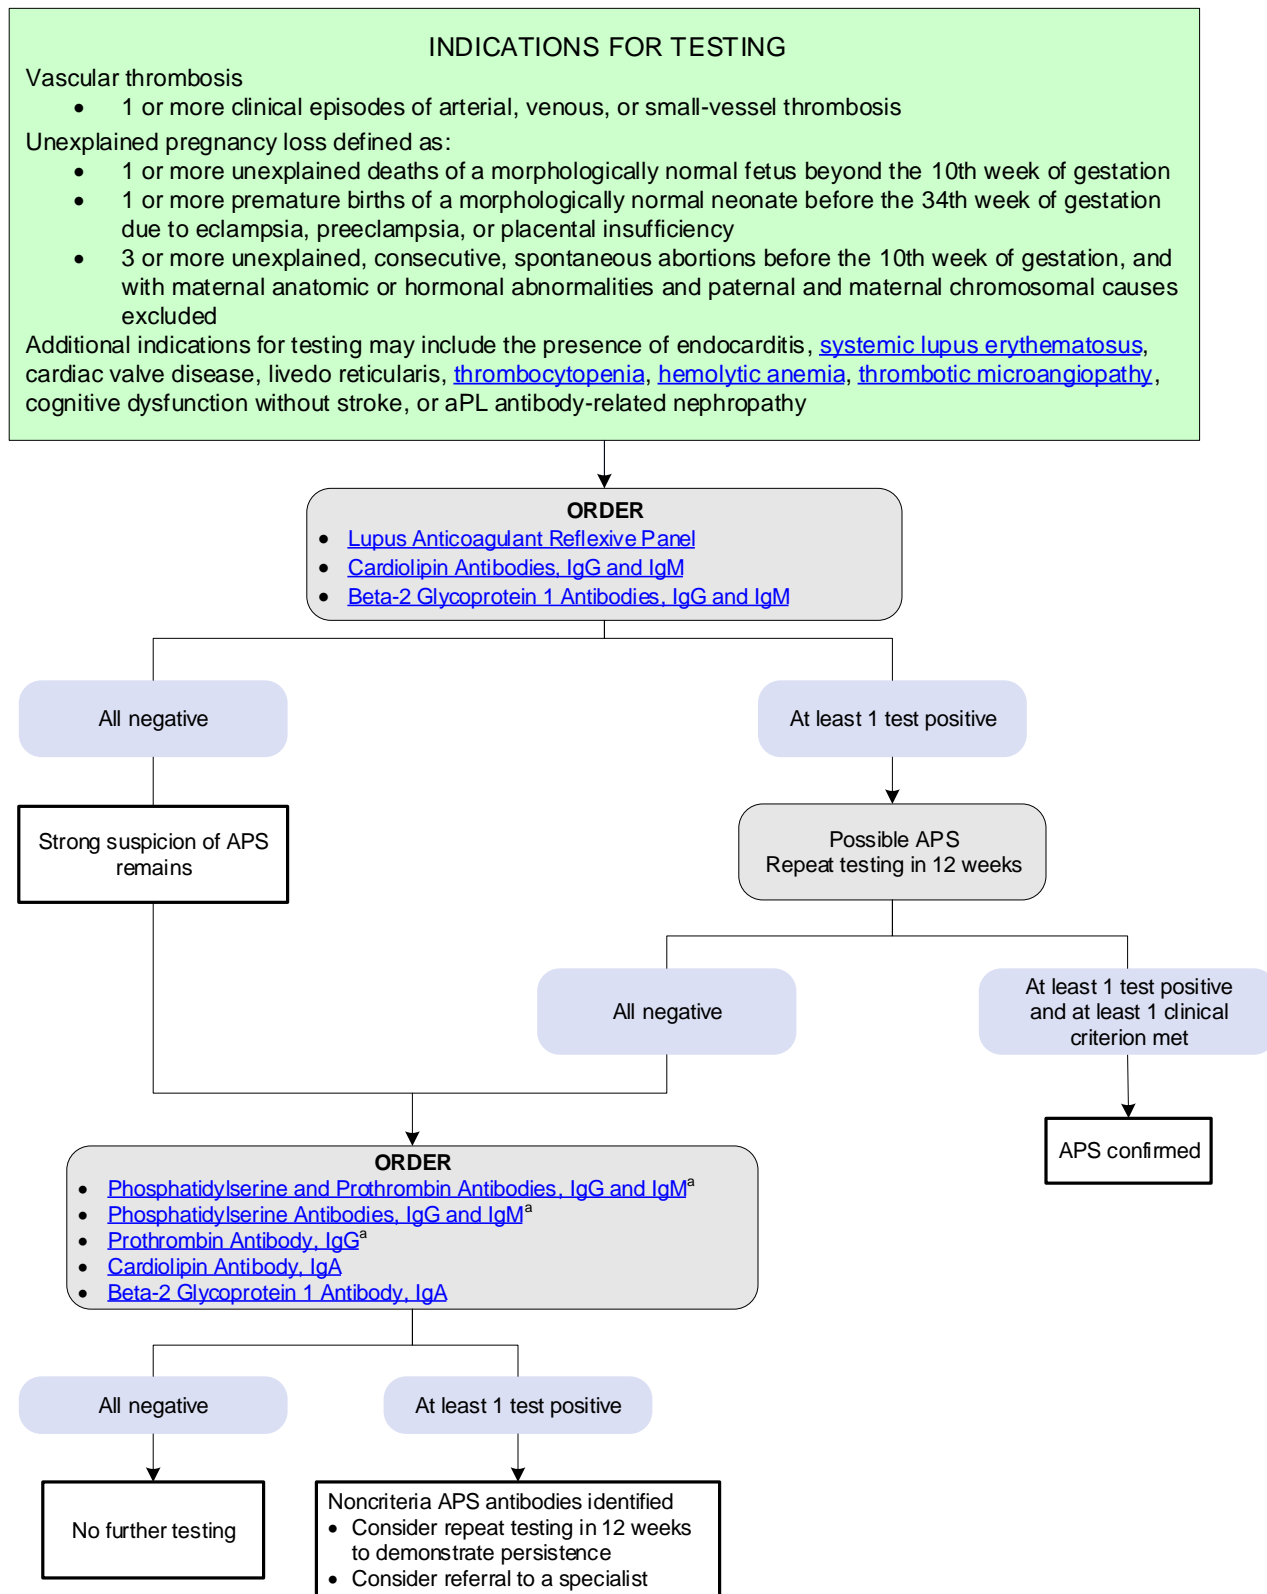 INDICATIONS FOR TESTING
Vascular thrombosis
• 1 or more clinical episodes of arterial, venous, or small-vessel thrombosis
Unexplained pregnancy loss defined as:
• 1 or more unexplained deaths of a morphologically normal fetus beyond the 10th week of gestation
• 1 or more premature births of a morphologically normal neonate before the 34th week of gestation
due to eclampsia, preeclampsia, or placental insufficiency
• 3 or more unexplained, consecutive, spontaneous abortions before the 10th week of gestation, and
with maternal anatomic or hormonal abnormalities and paternal and maternal chromosomal causes
excluded
Additional indications for testing may include the presence of endocarditis, systemic lupus erythematosus,
cardiac valve disease, livedo reticularis, thrombocytopenia, hemolytic anemia, thrombotic microangiopathy,
cognitive dysfunction without stroke, or aPL antibody-related nephropathy
ORDER
• Lupus Anticoagulant Reflexive Panel
• Cardiolipin Antibodies, IgG and IgM
• Beta-2 Glycoprotein 1 Antibodies, IgG and IgM
All negative
At least 1 test positive
Strong suspicion of APS
remains
Possible APS
Repeat testing in 12 weeks
All negative
At least 1 test positive
and at least 1 clinical
criterion met
APS confirmed
ORDER
• Phosphatidylserine and Prothrombin Antibodies, IgG and IgMª
• Phosphatidylserine Antibodies, IgG and IgMª
• Prothrombin Antibody, IgGª
• Cardiolipin Antibody, IgA
• Beta-2 Glycoprotein 1 Antibody, IgA
All negative
At least 1 test positive
No further testing
Noncriteria APS antibodies identified
• Consider repeat testing in 12 weeks
to demonstrate persistence
• Consider referral to a specialist